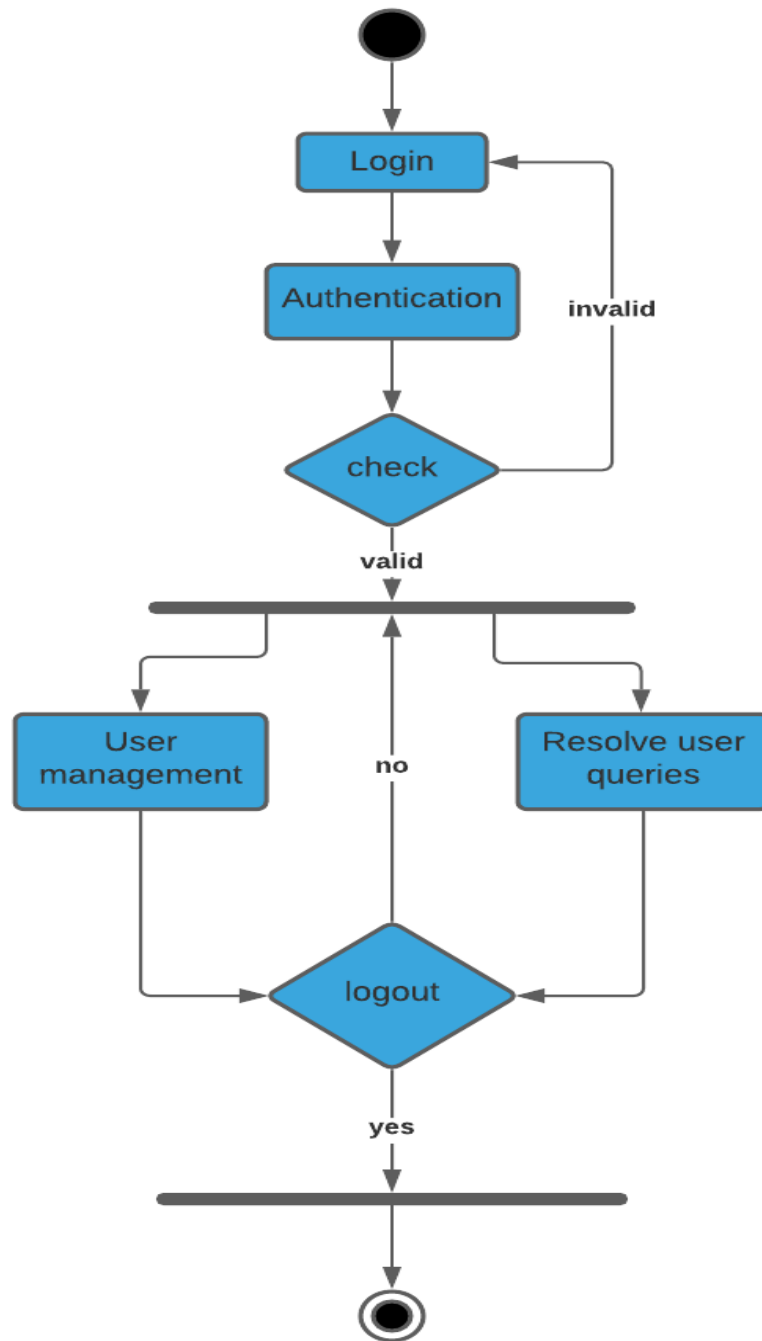 Login
Authentication
invalid
check
valid
User
management
no
Resolve user
queries
logout
yes